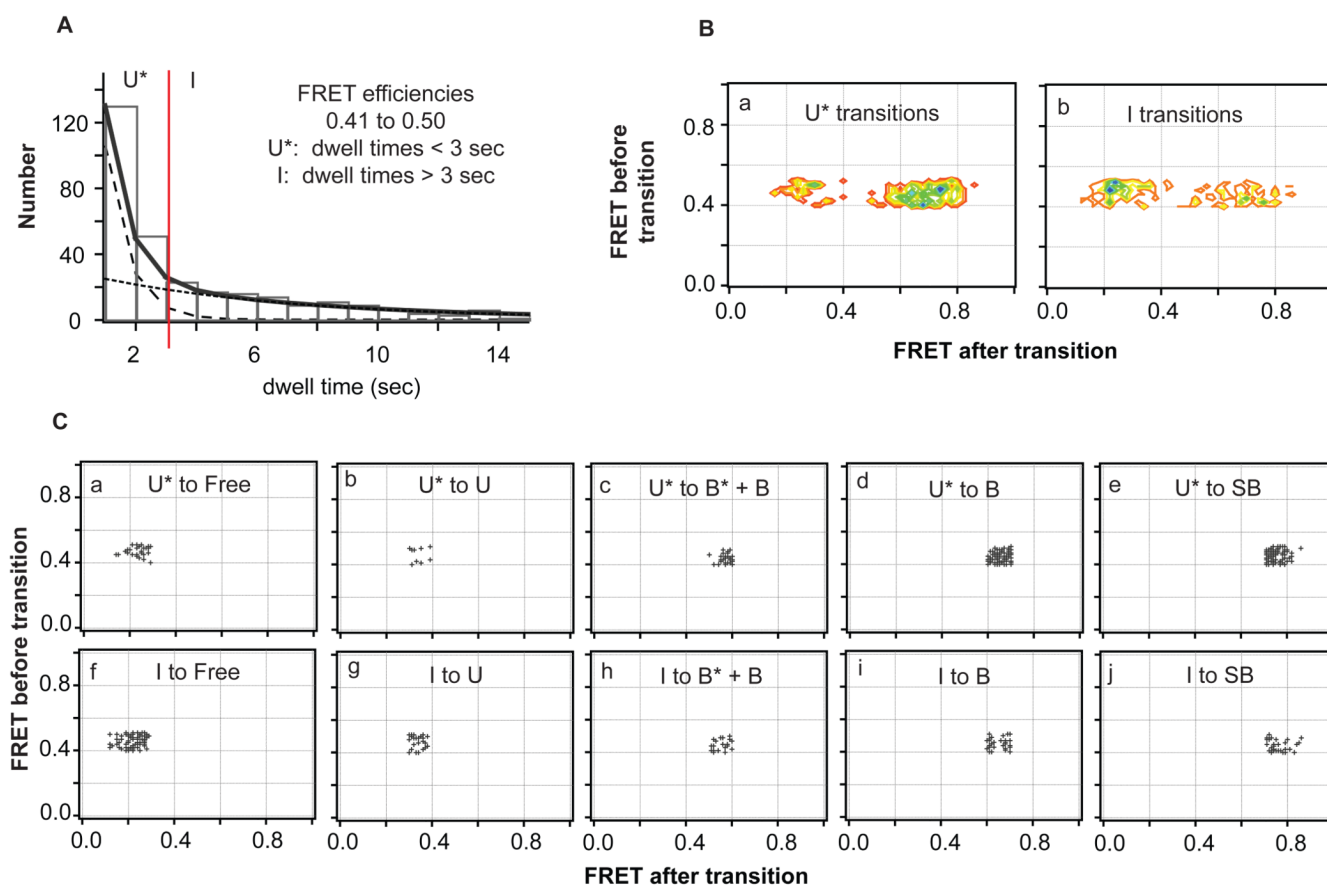 A
U* I
FRET efficiencies
0.41 to 0.50
U*: dwell times < 3 sec
I: dwell times > 3 sec
Number
120
80
40
0
2 6 10 14
dwell time (sec)
B
a U* transitions
b I transitions
FRET before
transition
0.8
0.4
0.0
0.0 0.4 0.8 0.0 0.4 0.8
FRET after transition
C
a U* to Free
b U* to U
c U* to B* + B
d U* to B
e U* to SB
0.8
0.4
0.0
f I to Free
g I to U
h I to B* + B
i I to B
j I to SB
0.8
0.4
0.0
FRET before transition
0.0 0.4 0.8 0.0 0.4 0.8 0.0 0.4 0.8 0.0 0.4 0.8 0.0 0.4 0.8
FRET after transition